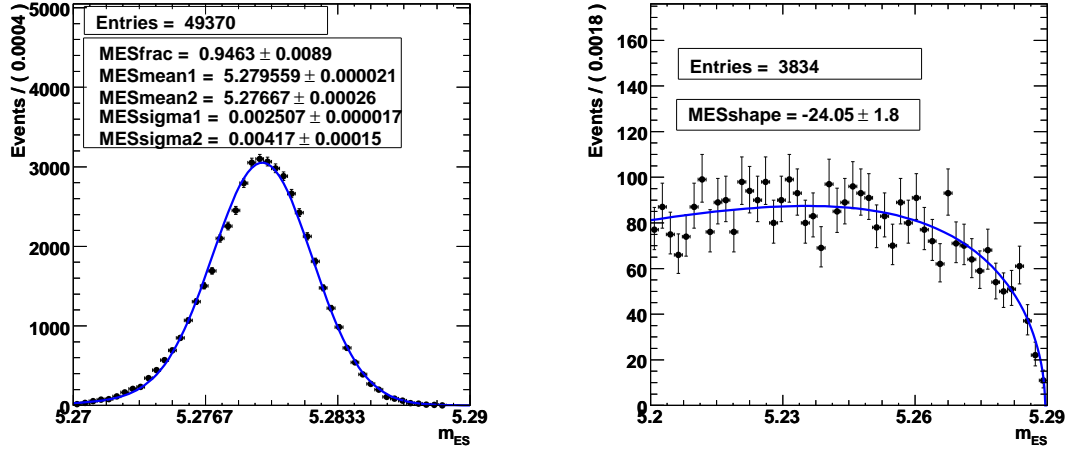 Events / ( 0.0004 )
5000
4000
3000
2000
1000
0
Entries = 49370
MESfrac = 0.9463 ± 0.0089
MESmean1 = 5.279559 ± 0.000021
MESmean2 = 5.27667 ± 0.00026
MESsigma1 = 0.002507 ± 0.000017
MESsigma2 = 0.00417 ± 0.00015
5.27 5.2767 5.2833 5.29
m_ES
Events / ( 0.0018 )
160
140
120
100
80
60
40
20
0
Entries = 3834
MESshape = -24.05 ± 1.8
5.2 5.23 5.26 5.29
m_ES